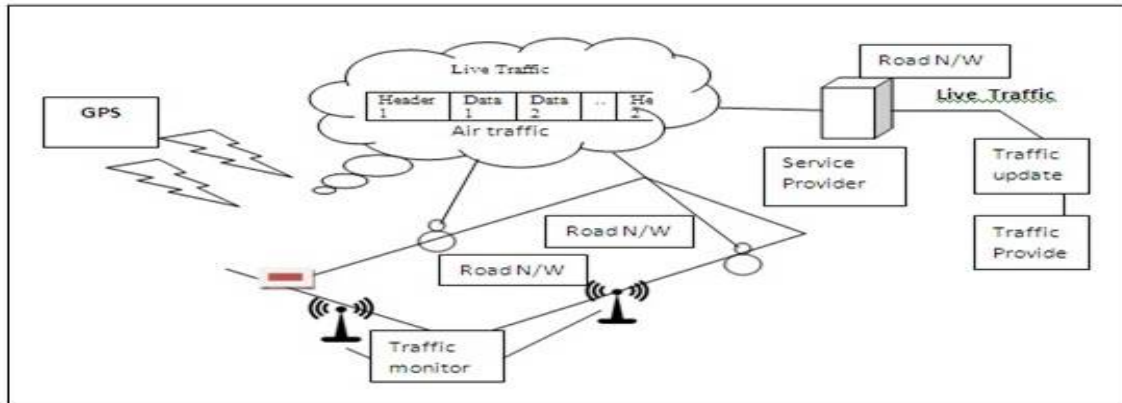 Road N/W
Live Traffic
GPS
Header
1
Data
1
Data
2
..
He
2
Air traffic
Live Traffic
Service
Provider
Traffic
update
Road N/W
Traffic
Provide
Road N/W
Traffic
monitor